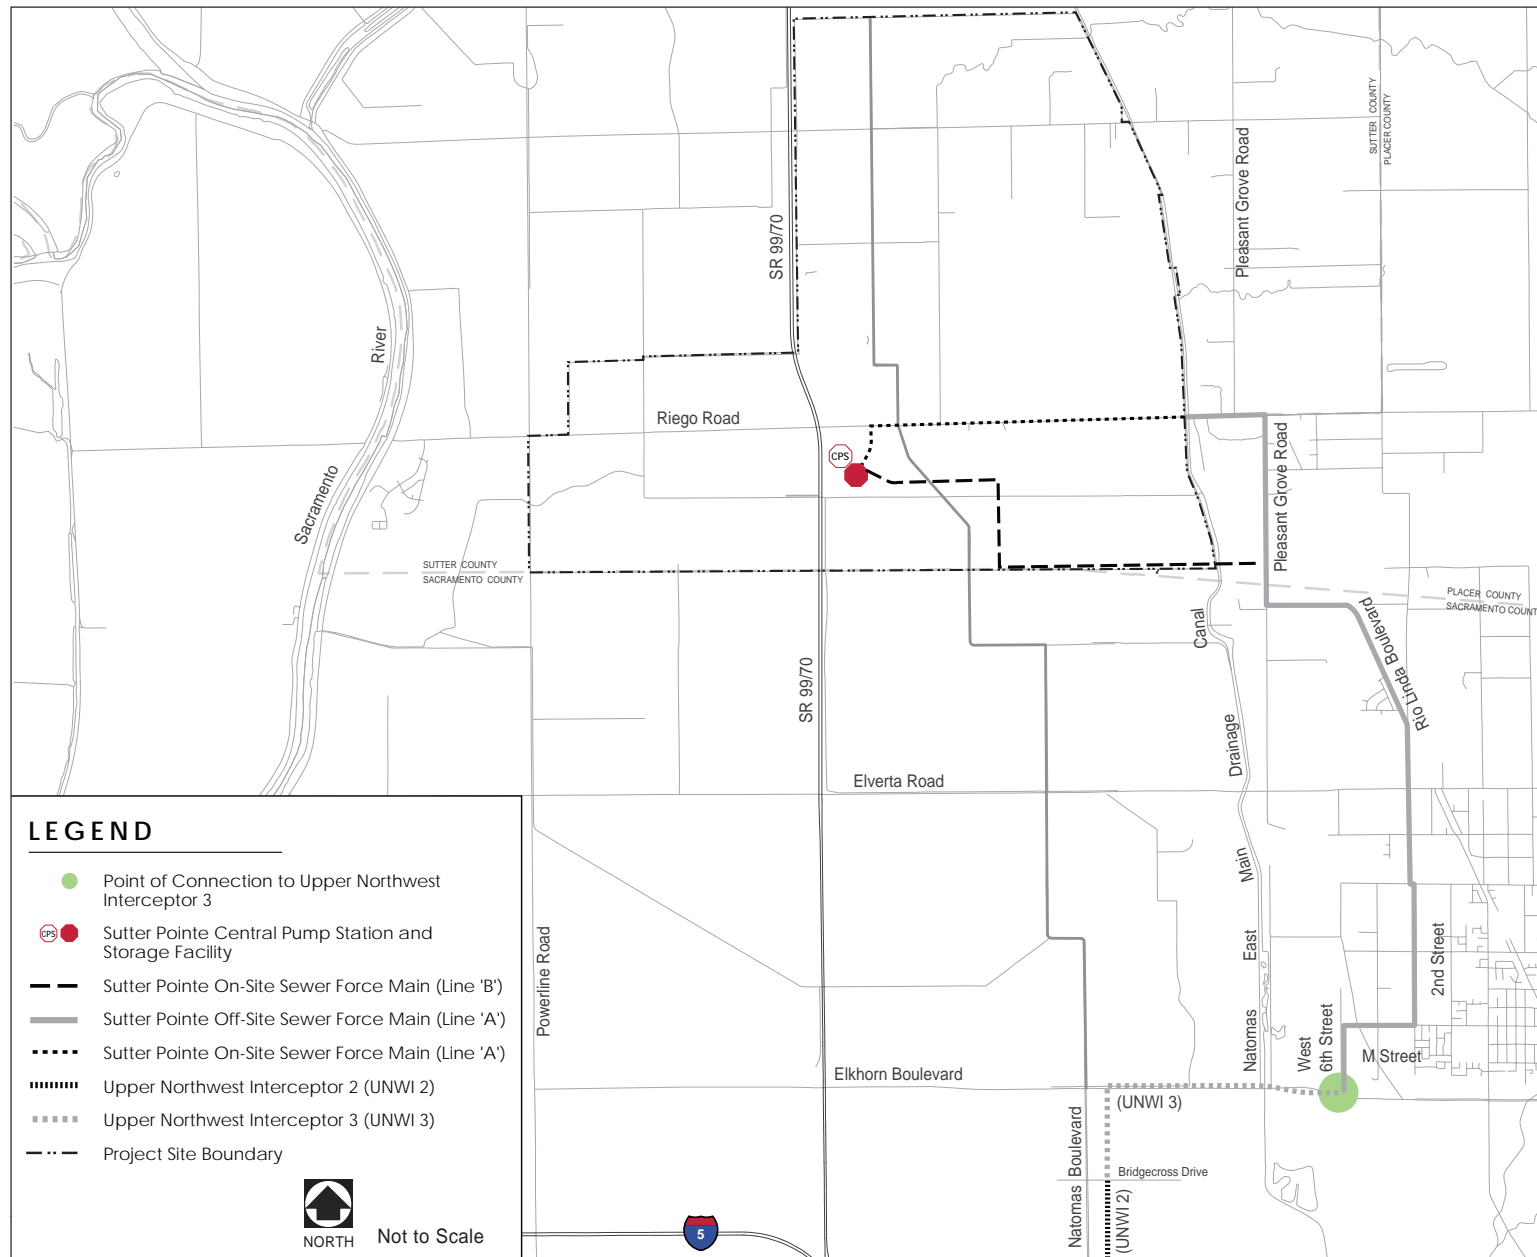 SUTTER COUNTY
PLACER COUNTY
Pleasant Grove Road
SR 99/70
River
Riego Road
CPS
Sacramento
Pleasant Grove Road
SUTTER COUNTY
SACRAMENTO COUNTY
PLACER COUNTY
SACRAMENTO COUNT
Canal
Rio Linda Boulevard
SR 99/70
Drainage
Elverta Road
Main
East
Natomas
2nd Street
Powerline Road
West
6th Street
M Street
Elkhorn Boulevard
(UNWI 3)
Natomas Boulevard
Bridgecross Drive
(UNWI 2)
5
LEGEND
Point of Connection to Upper Northwest
Interceptor 3
CPS
Sutter Pointe Central Pump Station and
Storage Facility
Sutter Pointe On-Site Sewer Force Main (Line 'B')
Sutter Pointe Off-Site Sewer Force Main (Line 'A')
Sutter Pointe On-Site Sewer Force Main (Line 'A')
Upper Northwest Interceptor 2 (UNWI 2)
Upper Northwest Interceptor 3 (UNWI 3)
Project Site Boundary
NORTH
Not to Scale